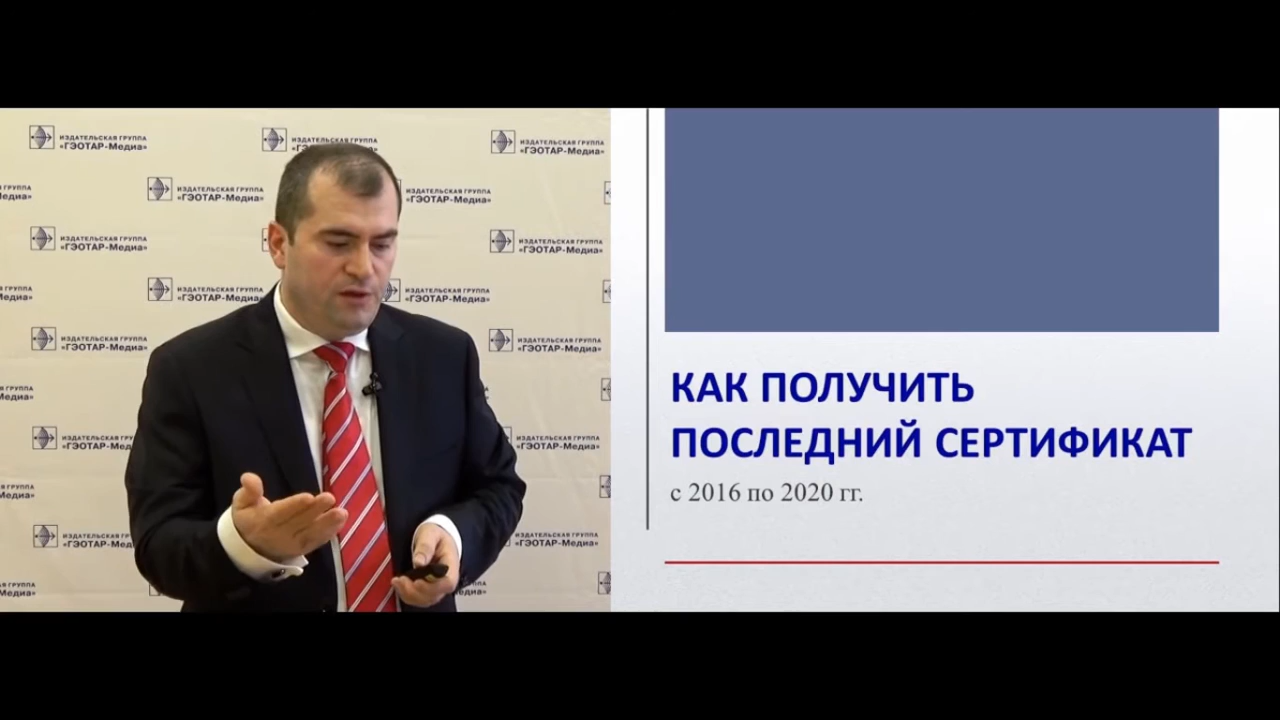 ИЗДАТЕЛЬСКАЯ ГРУППА
«ГЭОТАР-Медиа»
КАК ПОЛУЧИТЬ
ПОСЛЕДНИЙ СЕРТИФИКАТ
с 2016 по 2020 гг.